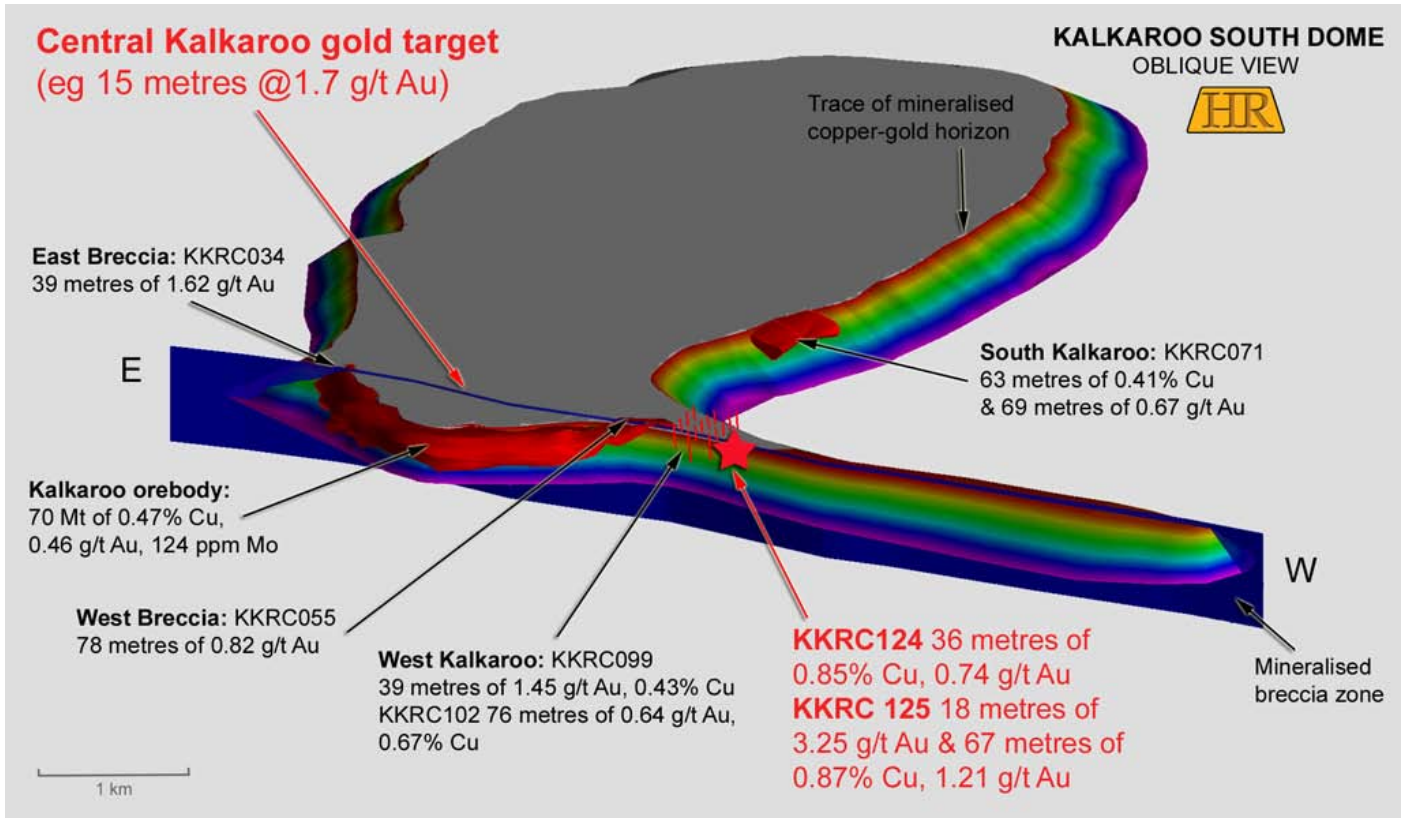 Central Kalkaroo gold target
(eg 15 metres @1.7 g/t Au)
KALKAROO SOUTH DOME
OBLIQUE VIEW
HR
Trace of mineralised
copper-gold horizon
East Breccia: KKRC034
39 metres of 1.62 g/t Au
E
South Kalkaroo: KKRC071
63 metres of 0.41% Cu
& 69 metres of 0.67 g/t Au
Kalkaroo orebody:
70 Mt of 0.47% Cu,
0.46 g/t Au, 124 ppm Mo
W
West Breccia: KKRC055
78 metres of 0.82 g/t Au
West Kalkaroo: KKRC099
39 metres of 1.45 g/t Au, 0.43% Cu
KKRC102 76 metres of 0.64 g/t Au,
0.67% Cu
KKRC124 36 metres of
0.85% Cu, 0.74 g/t Au
KKRC 125 18 metres of
3.25 g/t Au & 67 metres of
0.87% Cu, 1.21 g/t Au
Mineralised
breccia zone
1 km